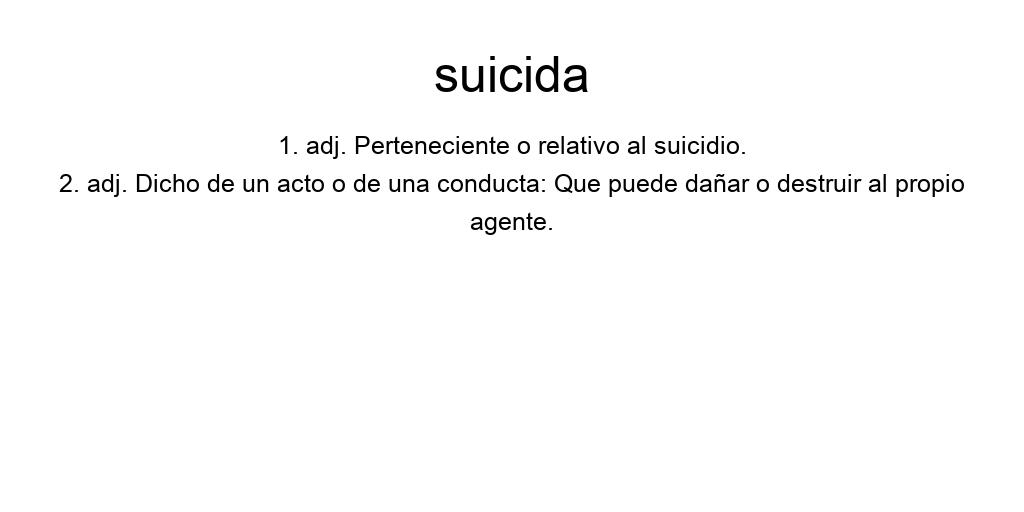 suicida
1. adj. Perteneciente o relativo al suicidio.
2. adj. Dicho de un acto o de una conducta: Que puede dañar o destruir al propio
agente.